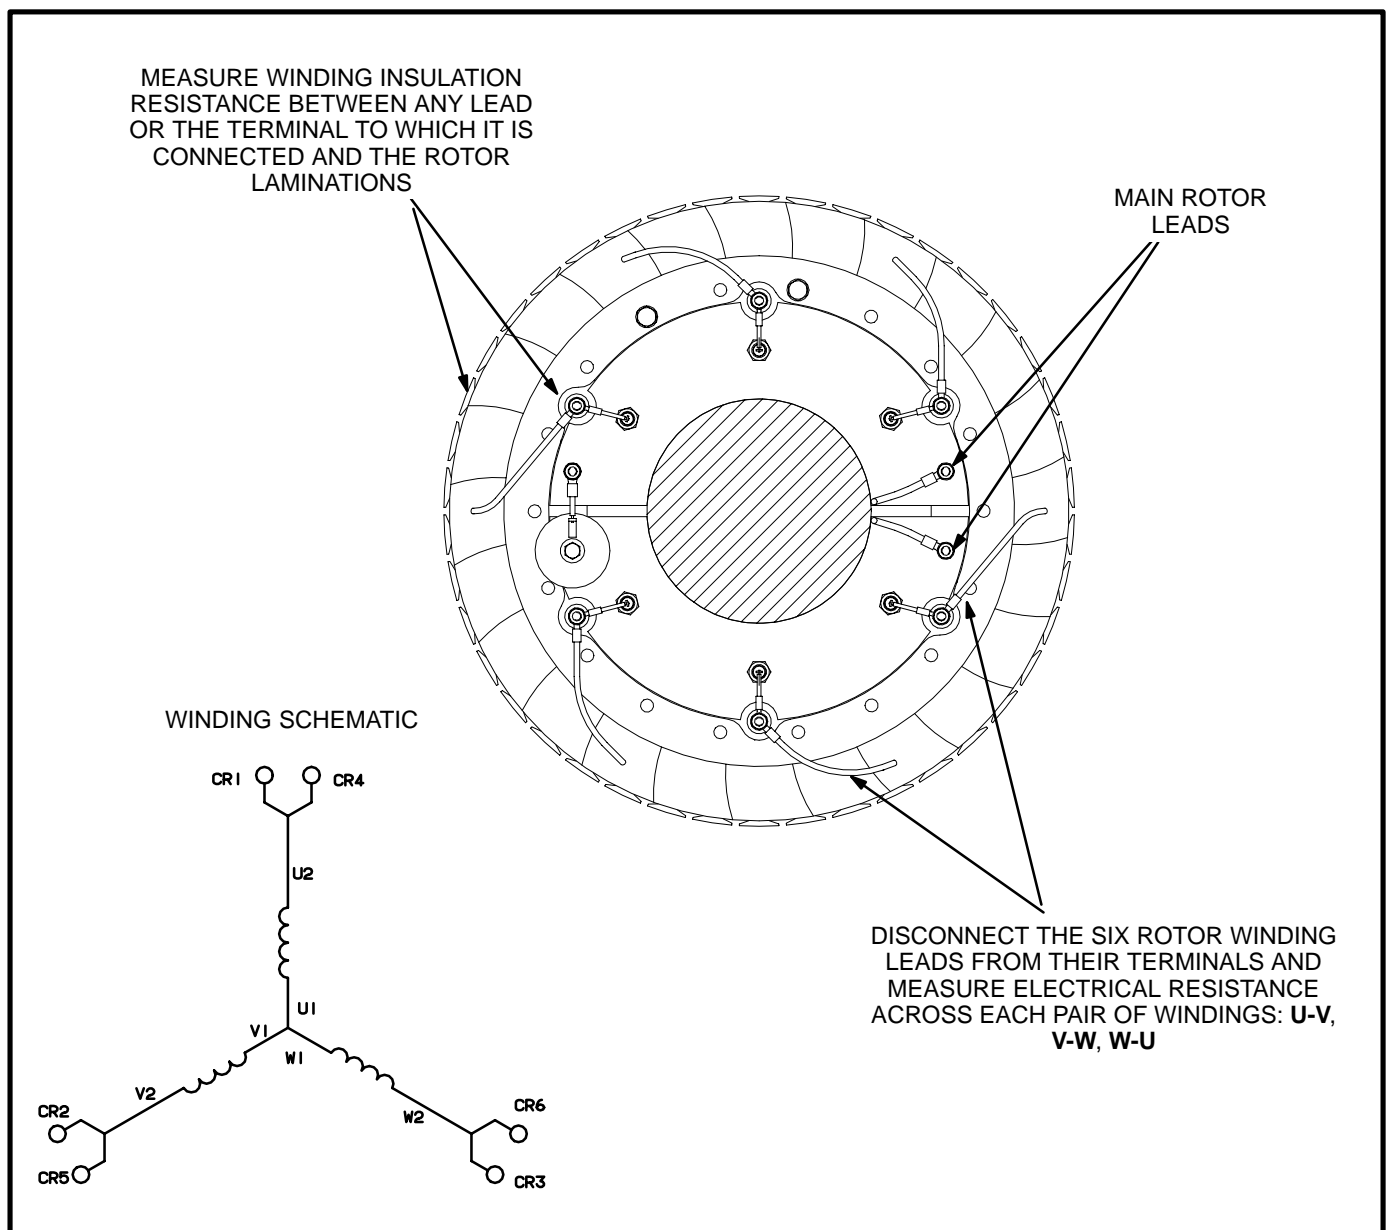 MEASURE WINDING INSULATION
RESISTANCE BETWEEN ANY LEAD
OR THE TERMINAL TO WHICH IT IS
CONNECTED AND THE ROTOR
LAMINATIONS
MAIN ROTOR
LEADS
WINDING SCHEMATIC
CR1
CR4
U2
U1
V1
W1
V2
W2
CR2
CR5
CR6
CR3
DISCONNECT THE SIX ROTOR WINDING
LEADS FROM THEIR TERMINALS AND
MEASURE ELECTRICAL RESISTANCE
ACROSS EACH PAIR OF WINDINGS: U-V,
V-W, W-U